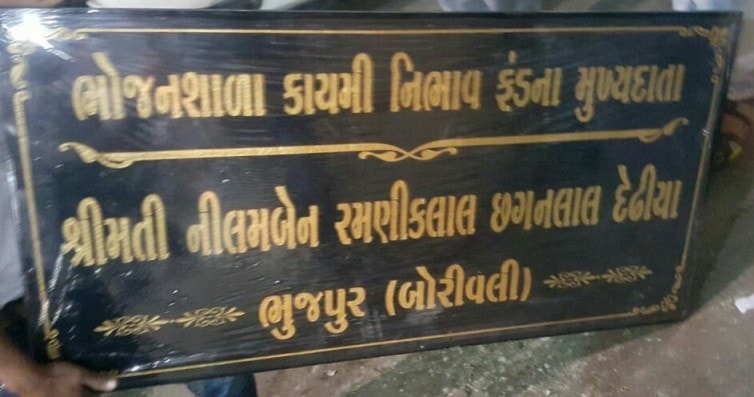 ભોજનશાળા કાયમી નિભાવ ફંડના મુખ્યદાતા
શ્રીમતી નીલમબેન રમણીકલાલ છગનલાલ દેઢીયા
ભુજપુર (બોરીવલી)